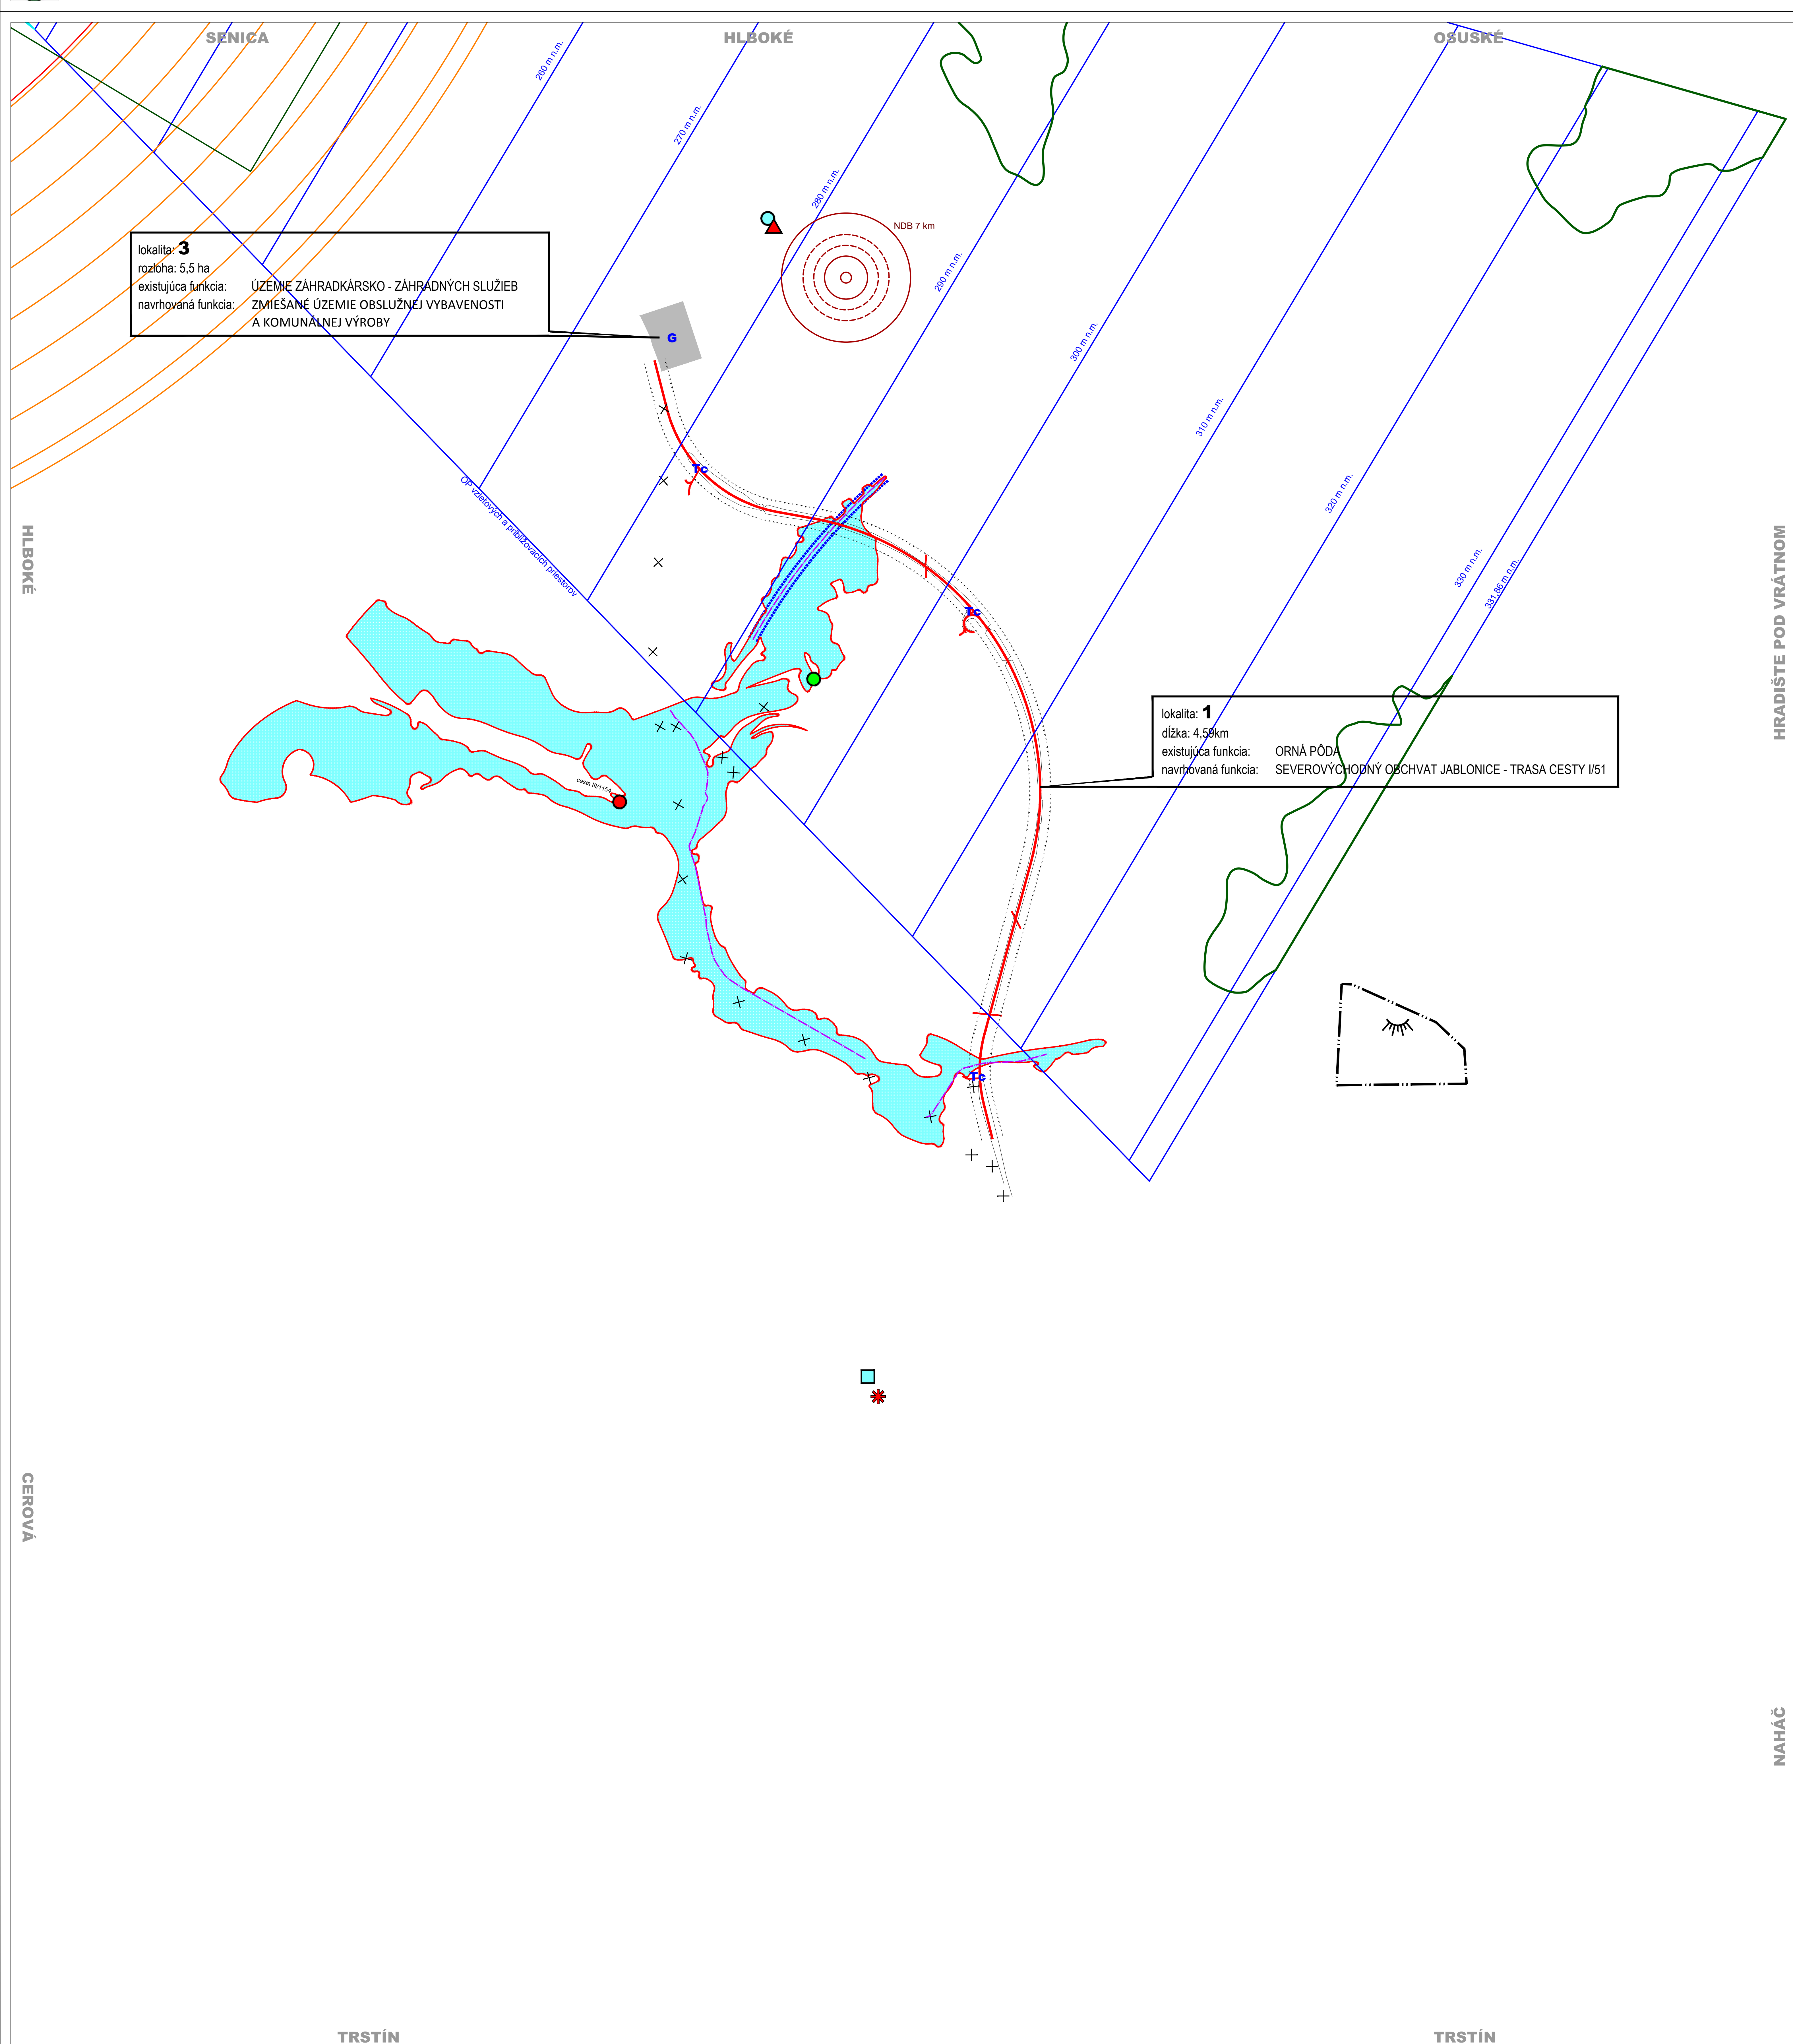 SENICA
HLBOKÉ
OSUSKÉ
260 m n.m.
270 m n.m.
280 m n.m.
290 m n.m.
300 m n.m.
310 m n.m.
320 m n.m.
330 m n.m.
331,86 m n.m.
NDB 7 km
lokalita: 3
rozloha: 5,5 ha
existujúca funkcia: ÚZEMIE ZÁHRADKÁRSKO - ZÁHRADNÝCH SLUŽIEB
navrhovaná funkcia: ZMIEŠANÉ ÚZEMIE OBSLUŽNEJ VYBAVENOSTI
A KOMUNÁLNEJ VÝROBY
G
Tc
OP vzletových a približovacích priestorov
HLBOKÉ
HRADIŠTE POD VRÁTNOM
Tc
lokalita: 1
dĺžka: 4,59km
existujúca funkcia: ORNÁ PÔDA
navrhovaná funkcia: SEVEROVÝCHODNÝ OBCHVAT JABLONICE - TRASA CESTY I/51
cesta III/1154
Tc
CEROVÁ
NAHÁČ
TRSTÍN
TRSTÍN